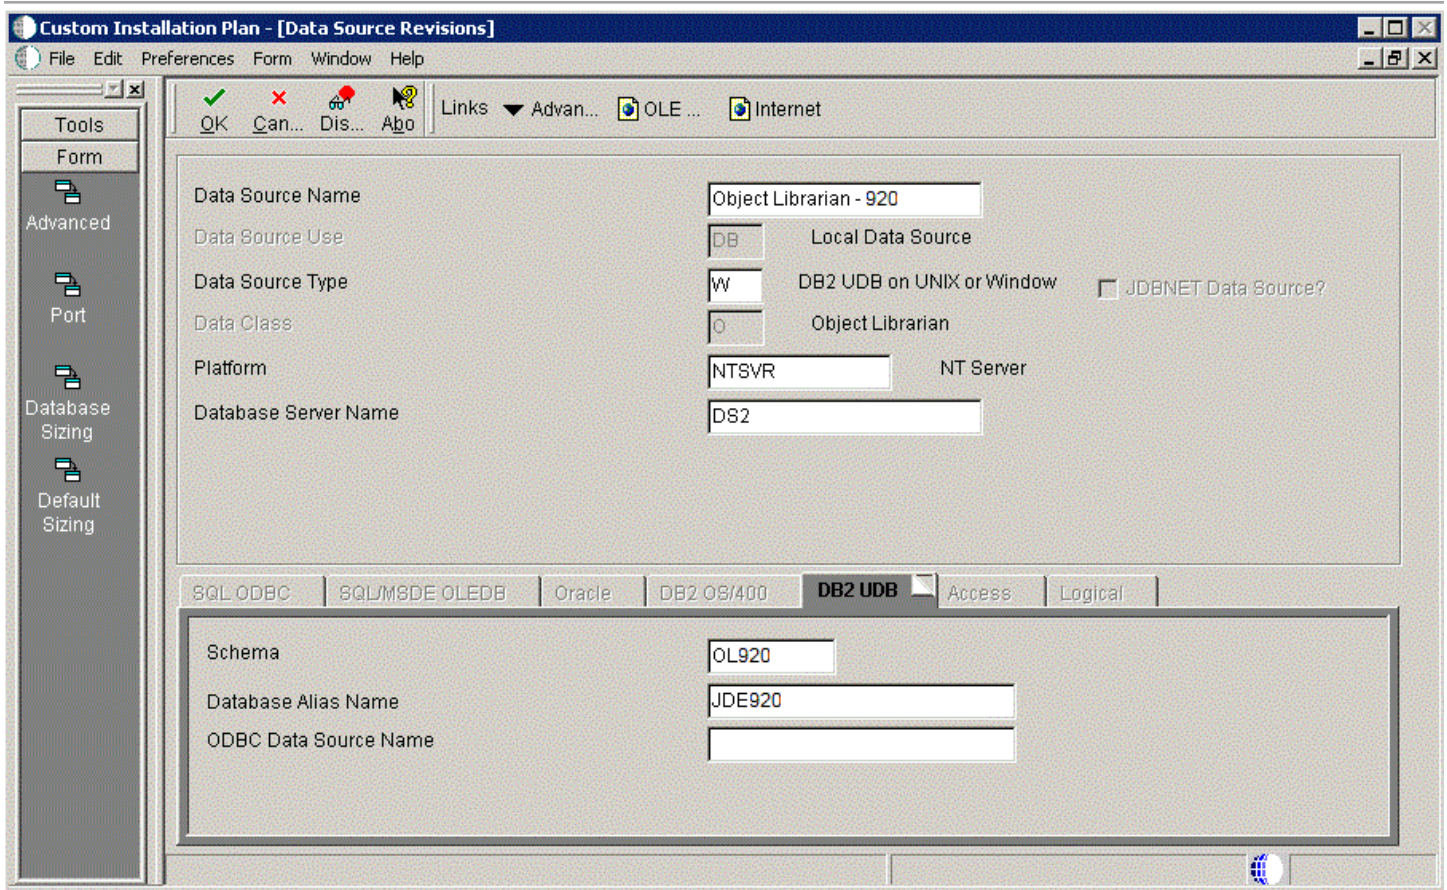 Custom Installation Plan - [Data Source Revisions]
File Edit Preferences Form Window Help
OK Can... Dis... Abo Links Advan... OLE ... Internet
Tools
Form
Advanced
Port
Database
Sizing
Default
Sizing
Data Source Name Object Librarian - 920
Data Source Use DB Local Data Source
Data Source Type W DB2 UDB on UNIX or Window JDBNET Data Source?
Data Class O Object Librarian
Platform NTSVR NT Server
Database Server Name DS2
SQL ODBC SQL/MSDE OLEDB Oracle DB2 OS/400 DB2 UDB Access Logical
Schema OL920
Database Alias Name JDE920
ODBC Data Source Name